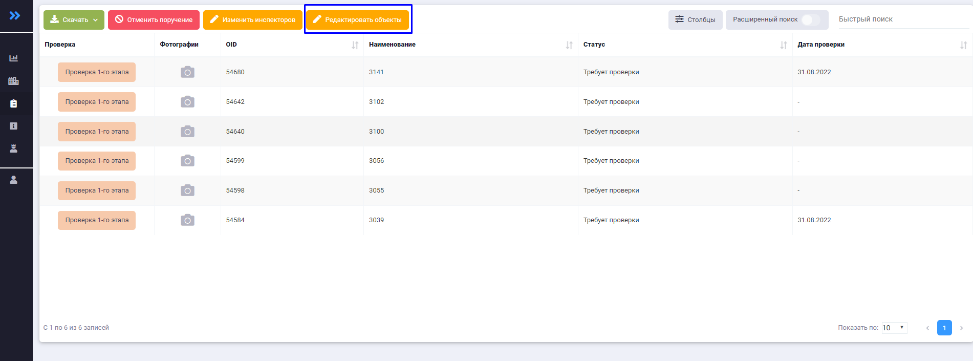 Скачать Отменить поручение Изменить инспекторов Редактировать объекты Столбцы Расширенный поиск Быстрый поиск
Проверка Фотографии OID Наименование Статус Дата проверки
Проверка 1-го этапа 54680 3141 Требует проверки 31.08.2022
Проверка 1-го этапа 54642 3102 Требует проверки -
Проверка 1-го этапа 54640 3100 Требует проверки -
Проверка 1-го этапа 54599 3056 Требует проверки -
Проверка 1-го этапа 54598 3055 Требует проверки -
Проверка 1-го этапа 54584 3039 Требует проверки 31.08.2022
С 1 по 6 из 6 записей Показать по: 10 1